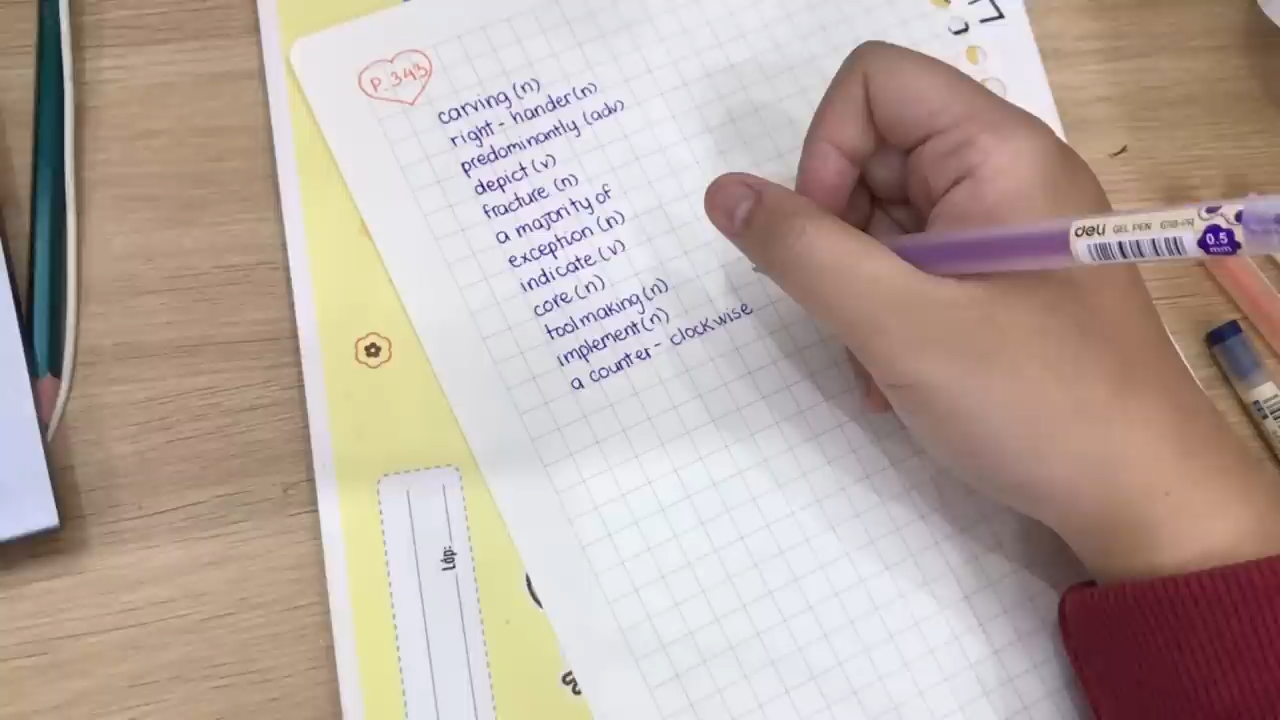 P.343
carving (n)
right-hander (n)
predominantly (adv)
depict (v)
fracture (n)
a majority of
exception (n)
indicate (v)
core (n)
toolmaking (n)
implement (n)
a counter-clockwise
deli GEL PEN
0.5
mm
Lớp: